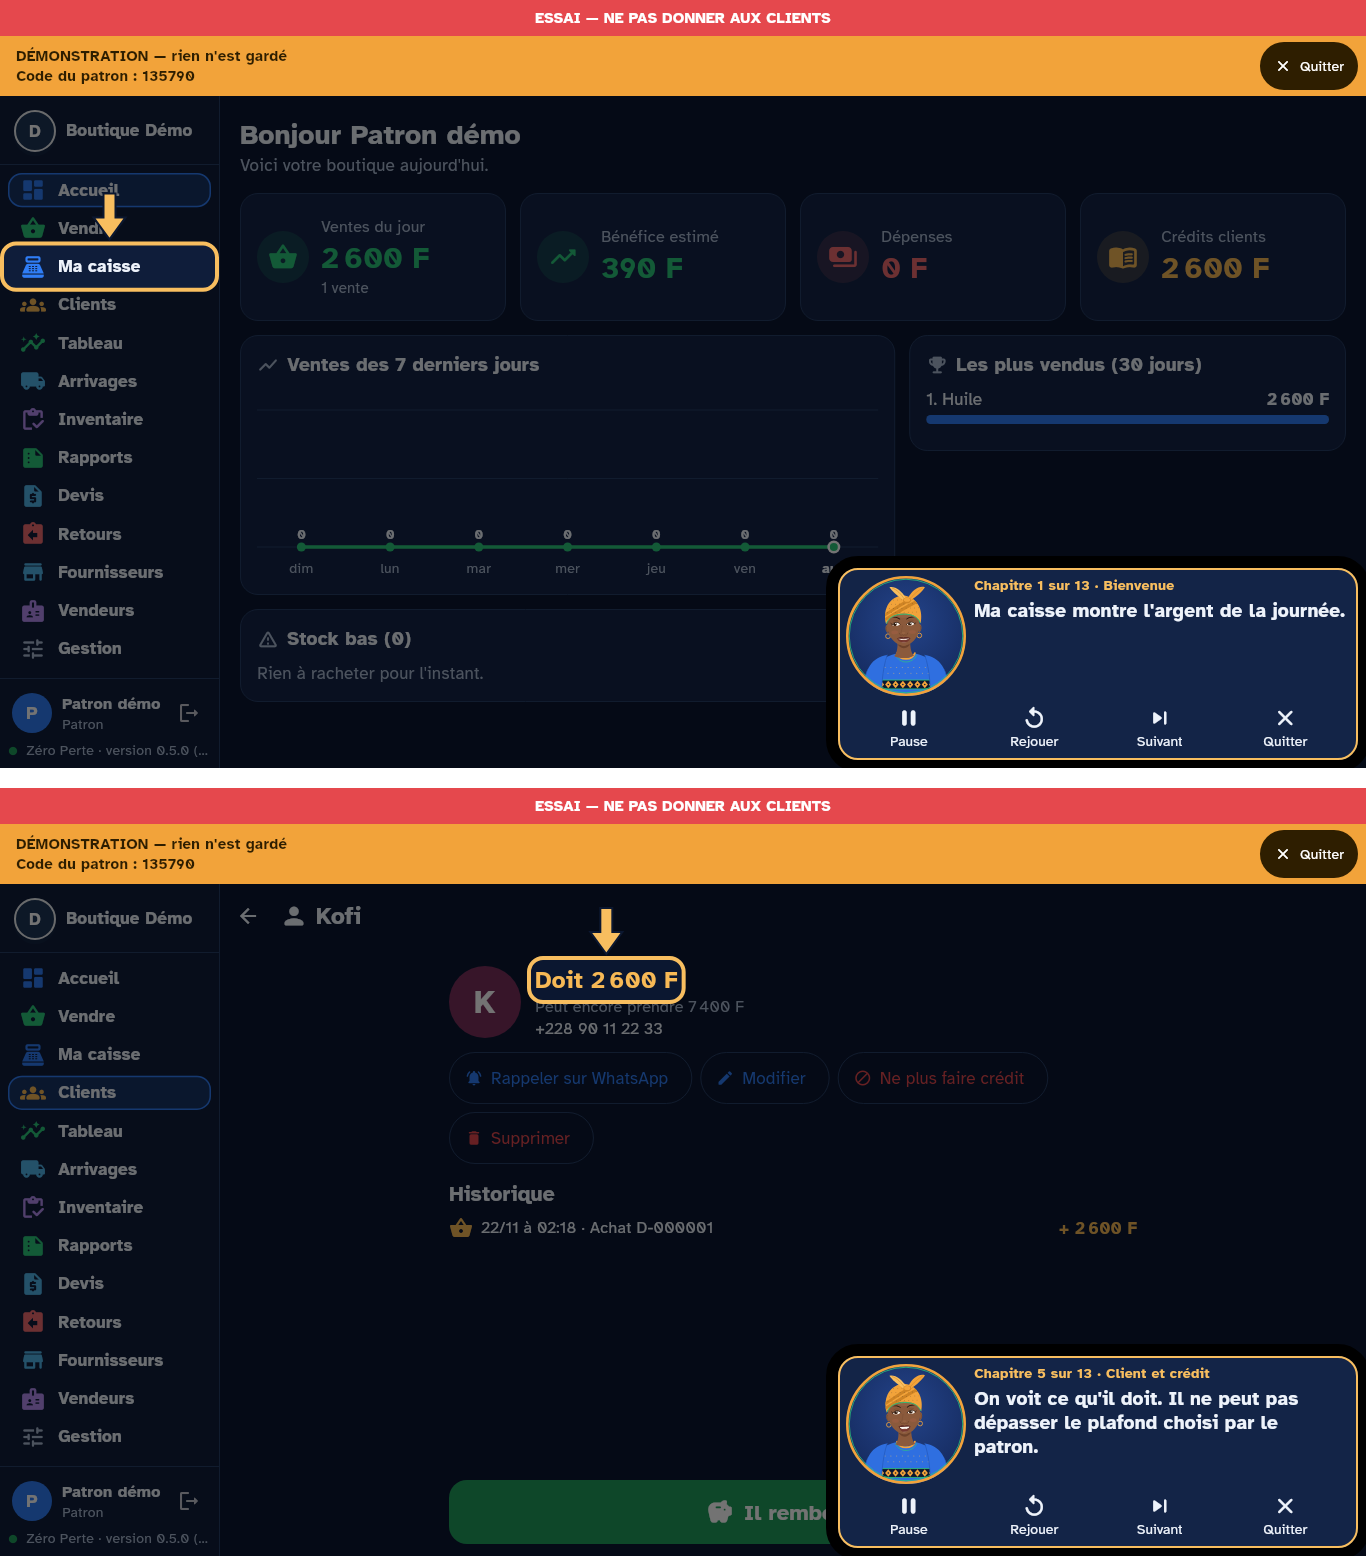 ESSAI — NE PAS DONNER AUX CLIENTS
DÉMONSTRATION — rien n'est gardé
Code du patron : 135790
Quitter
D
Boutique Démo
Accueil
Ma caisse
Clients
Tableau
Arrivages
Inventaire
Rapports
Devis
Retours
Fournisseurs
Vendeurs
Gestion
P
Patron démo
Patron
Zéro Perte · version 0.5.0 (...
Bonjour Patron démo
Voici votre boutique aujourd'hui.
Ventes du jour
2 600 F
1 vente
Bénéfice estimé
390 F
Dépenses
0 F
Crédits clients
2 600 F
Ventes des 7 derniers jours
0 0 0 0 0 0 0
dim lun mar mer jeu ven
Les plus vendus (30 jours)
1. Huile 2 600 F
Stock bas (0)
Rien à racheter pour l'instant.
Chapitre 1 sur 13 · Bienvenue
Ma caisse montre l'argent de la journée.
Pause Rejouer Suivant Quitter
ESSAI — NE PAS DONNER AUX CLIENTS
DÉMONSTRATION — rien n'est gardé
Code du patron : 135790
Quitter
D
Boutique Démo
Accueil
Vendre
Ma caisse
Clients
Tableau
Arrivages
Inventaire
Rapports
Devis
Retours
Fournisseurs
Vendeurs
Gestion
P
Patron démo
Patron
Zéro Perte · version 0.5.0 (...
Kofi
K
Doit 2 600 F
Peut encore prendre 7 400 F
+228 90 11 22 33
Rappeler sur WhatsApp
Modifier
Ne plus faire crédit
Supprimer
Historique
22/11 à 02:18 · Achat D-000001 + 2 600 F
Il
Chapitre 5 sur 13 · Client et crédit
On voit ce qu'il doit. Il ne peut pas
dépasser le plafond choisi par le
patron.
Pause Rejouer Suivant Quitter